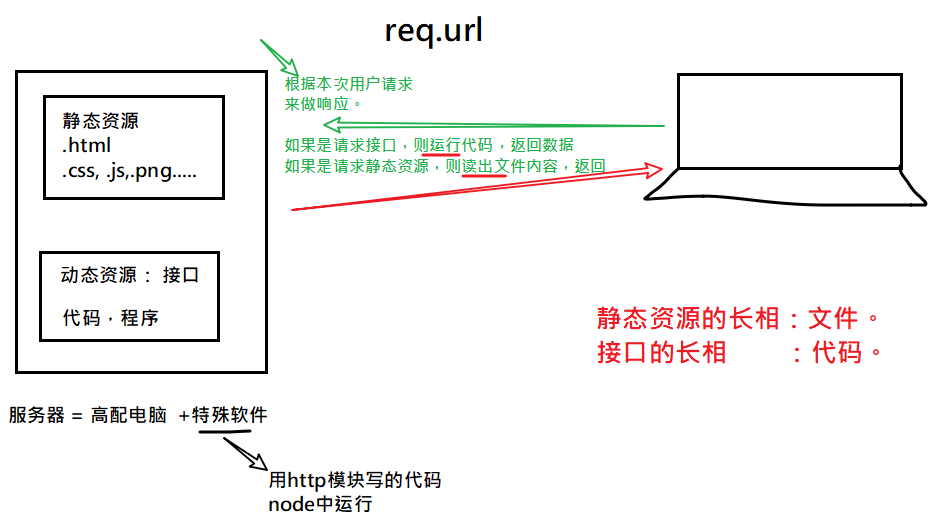 req.url
根据本次用户请求
来做响应。
如果是请求接口，则运行代码，返回数据
如果是请求静态资源，则读出文件内容，返回
静态资源
.html
.css, .js,.png.....
动态资源： 接口
代码，程序
静态资源的长相：文件。
接口的长相 ：代码。
服务器 = 高配电脑 +特殊软件
用http模块写的代码
node中运行